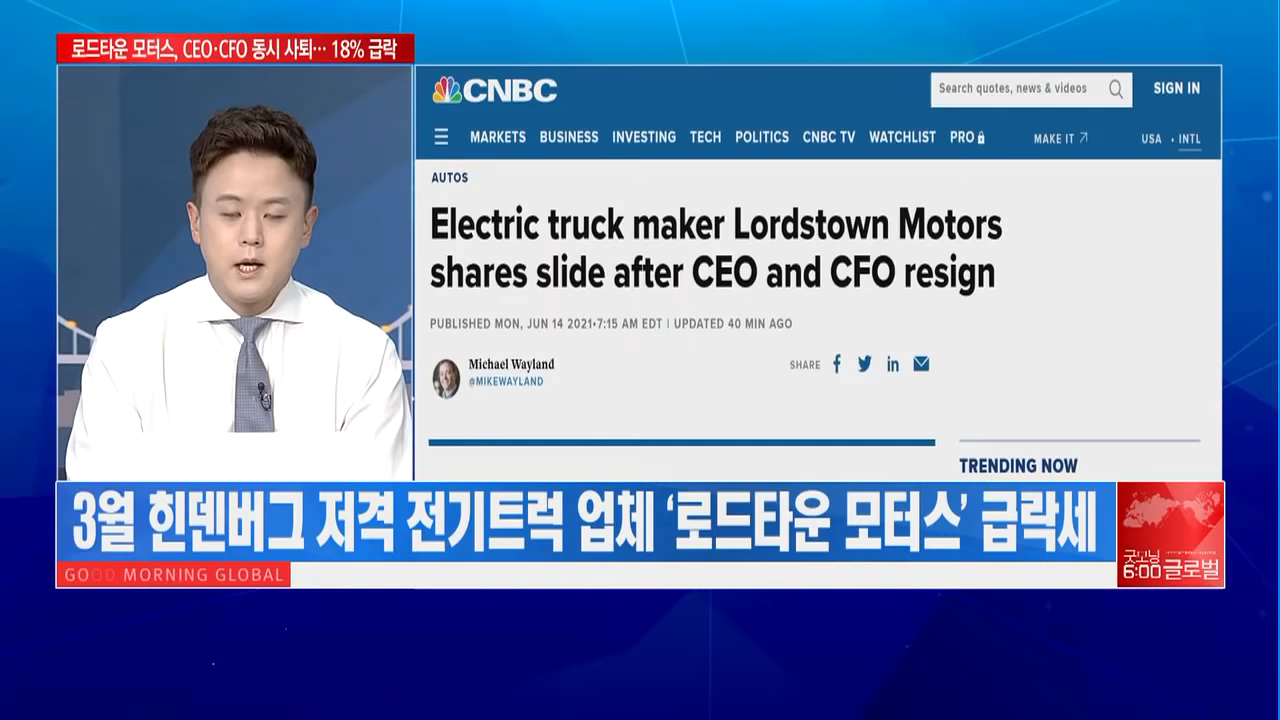 로드타운 모터스, CEO·CFO 동시 사퇴… 18% 급락
CNBC
Search quotes, news & videos
SIGN IN
MARKETS BUSINESS INVESTING TECH POLITICS CNBC TV WATCHLIST PRO
MAKE IT
USA • INTL
AUTOS
Electric truck maker Lordstown Motors
shares slide after CEO and CFO resign
PUBLISHED MON, JUN 14 2021•7:15 AM EDT | UPDATED 40 MIN AGO
Michael Wayland
@MIKEWAYLAND
SHARE
TRENDING NOW
3월 힌덴버그 저격 전기트럭 업체 ‘로드타운 모터스’ 급락세
GOOD MORNING GLOBAL
굿모닝
6:00 글로벌